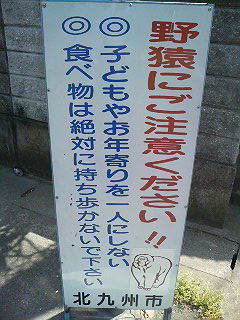 野猿にご注意ください!!
◎子どもやお年寄りを一人にしない
◎食べ物は絶対に持ち歩かないで下さい
北九州市